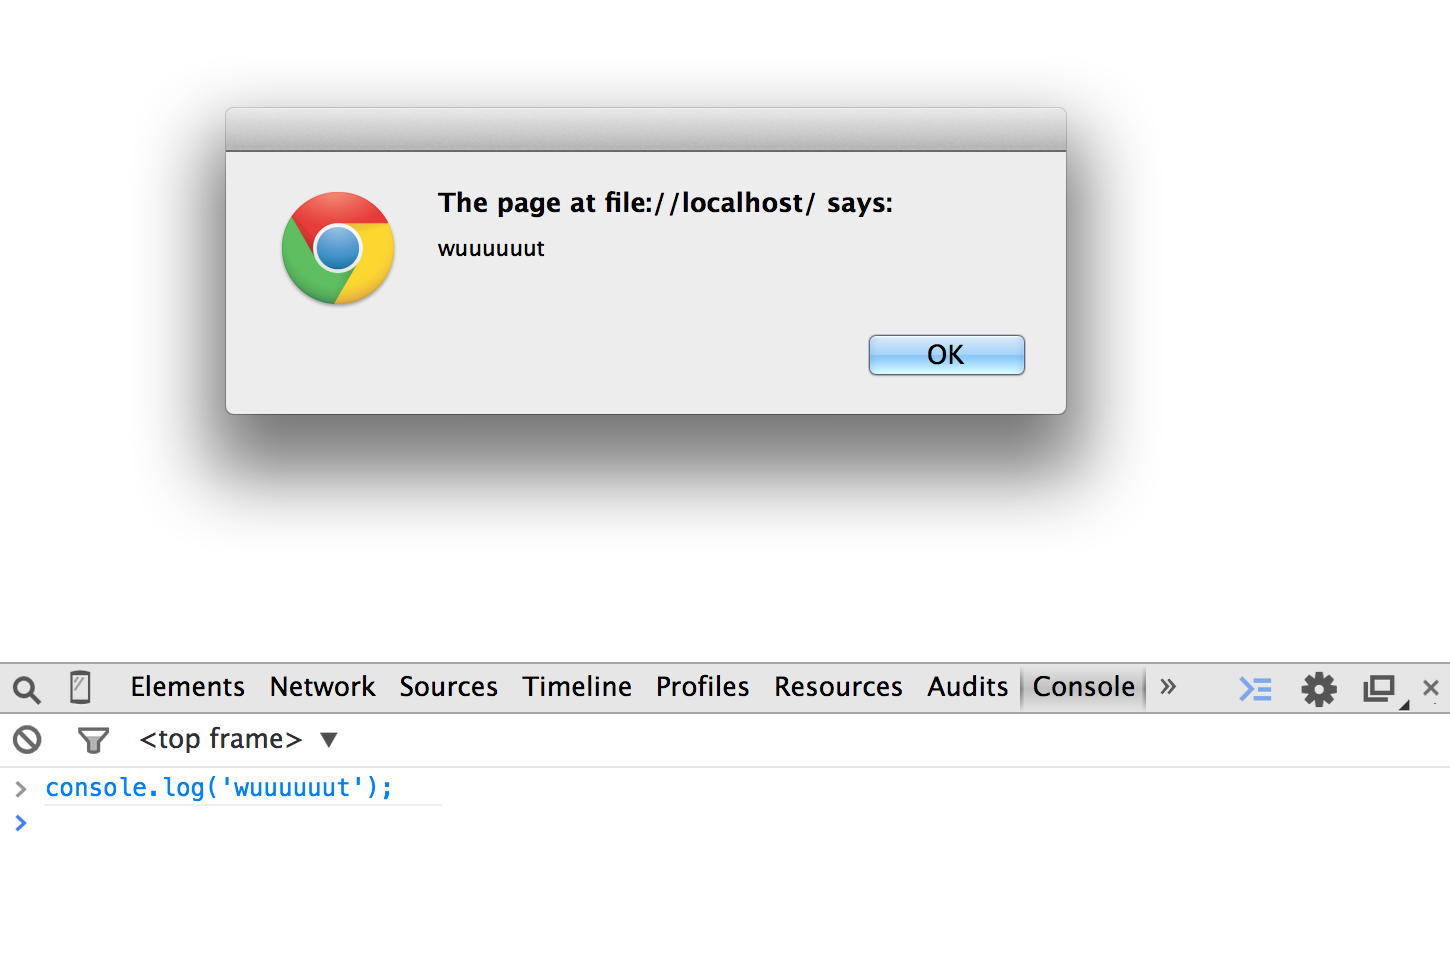 The page at file://localhost/ says:
wuuuuuut
OK
Elements Network Sources Timeline Profiles Resources Audits Console »
<top frame> ▼
> console.log('wuuuuuut');
>